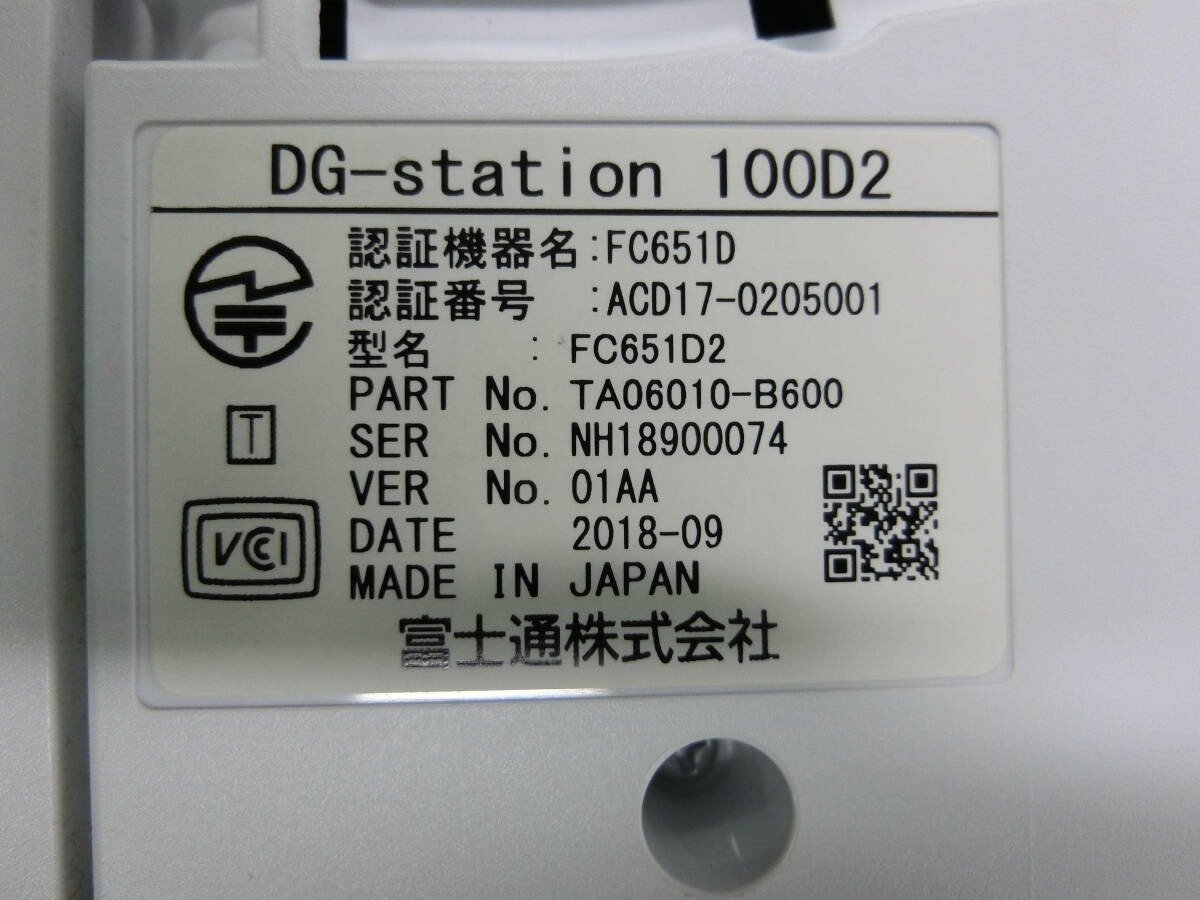 DG-station 100D2
認証機器名:FC651D
認証番号 :ACD17-0205001
型名 : FC651D2
PART No. TA06010-B600
T
SER No. NH18900074
VER No. 01AA
DATE 2018-09
VCCI
MADE IN JAPAN
富士通株式会社